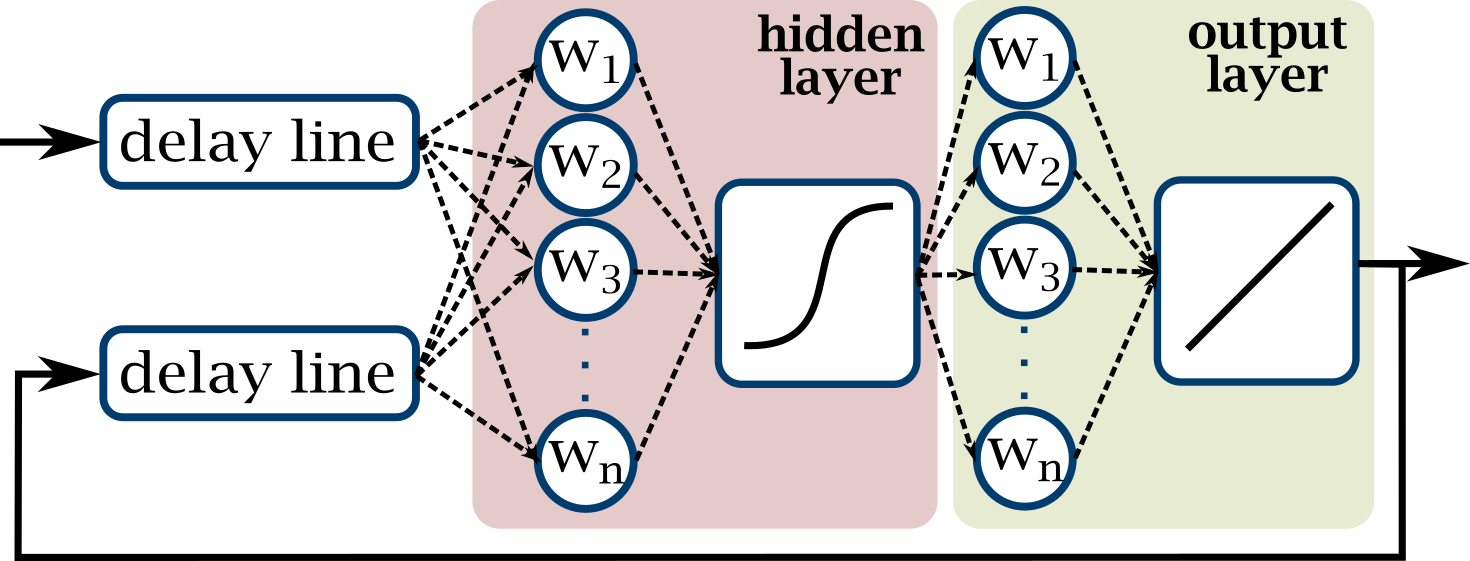 delay line
delay line
hidden
layer
w1
w2
w3
wn
output
layer
w1
w2
w3
wn